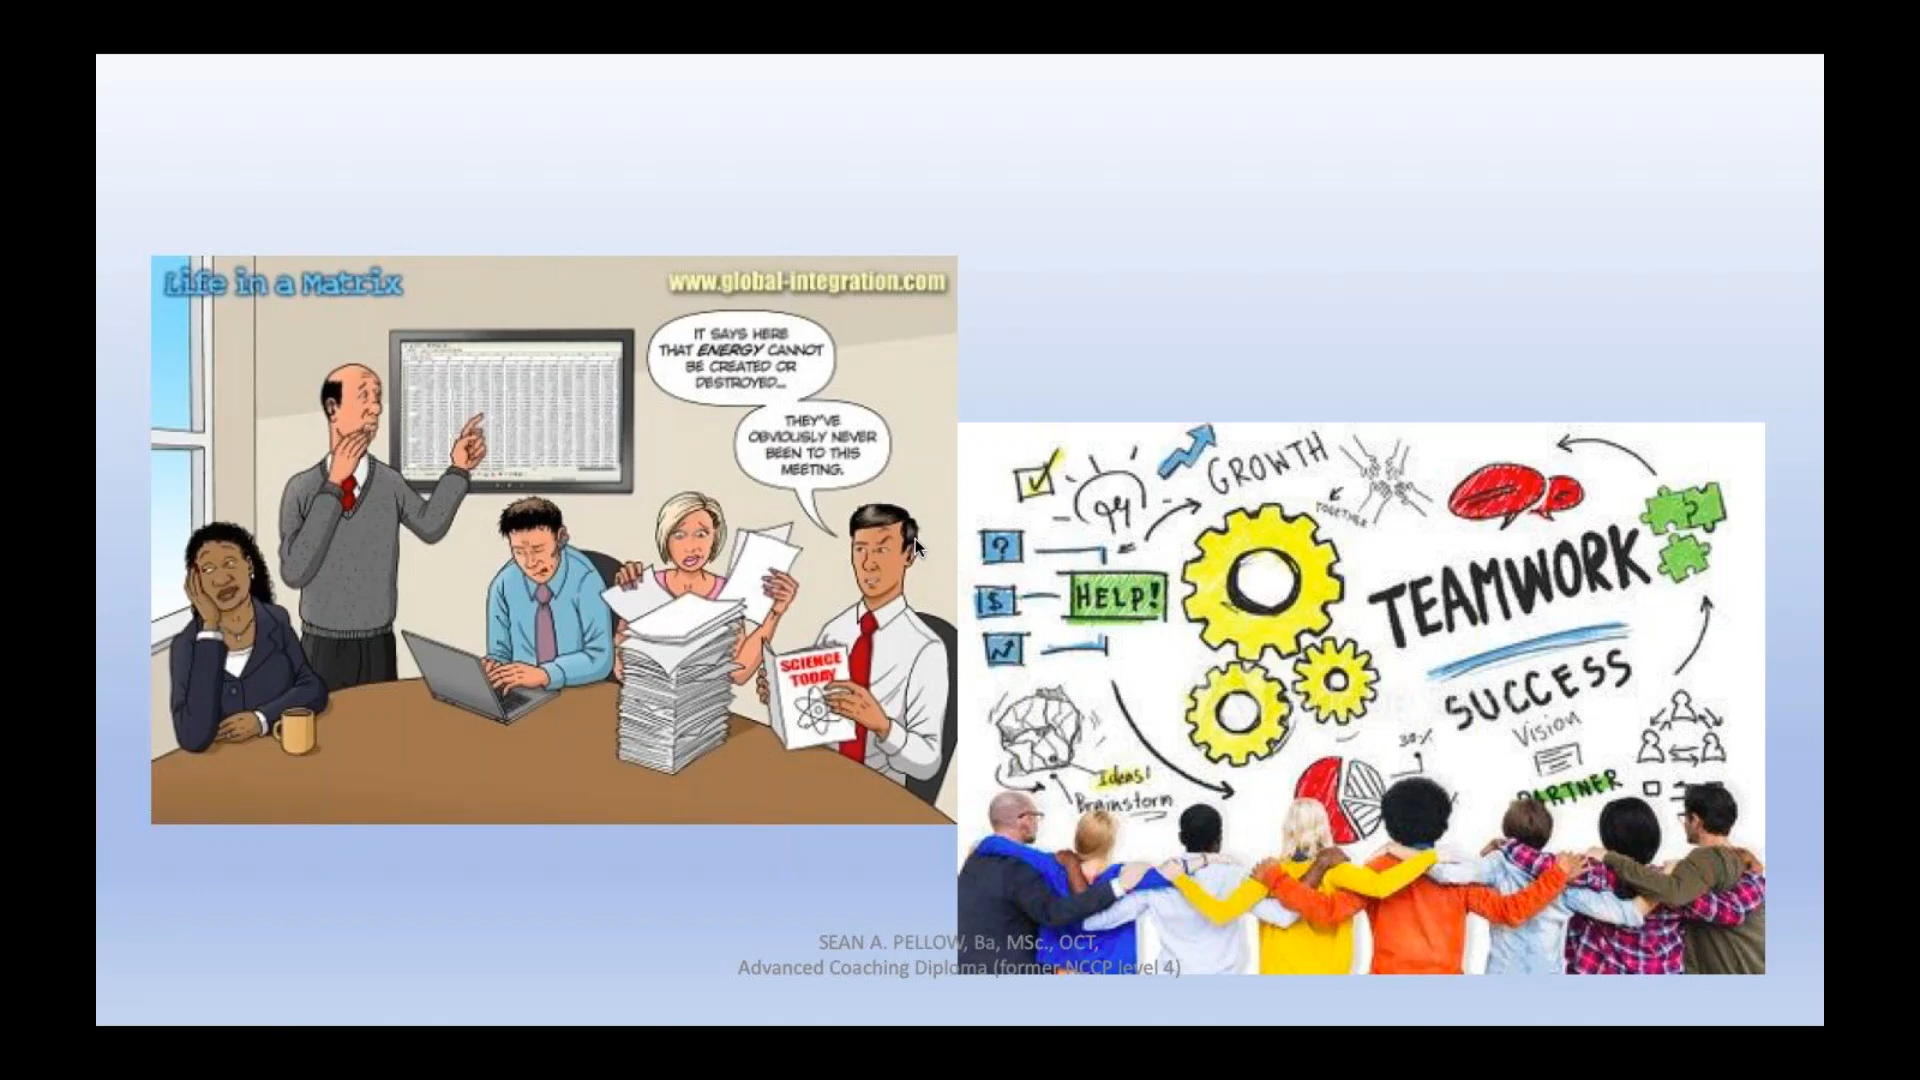 Life in a Matrix
www.global-integration.com
IT SAYS HERE
THAT ENERGY CANNOT
BE CREATED OR
DESTROYED...
THEY'VE
OBVIOUSLY NEVER
BEEN TO THIS
MEETING.
SCIENCE
TODAY
GROWTH
TOGETHER
?
HELP!
$
?
TEAMWORK
SUCCESS
Vision
30%
PARTNER
Ideas!
Brainstorm
SEAN A. PELLOW, Ba, MSc., OCT,
Advanced Coaching Diploma (former NCCP level 4)